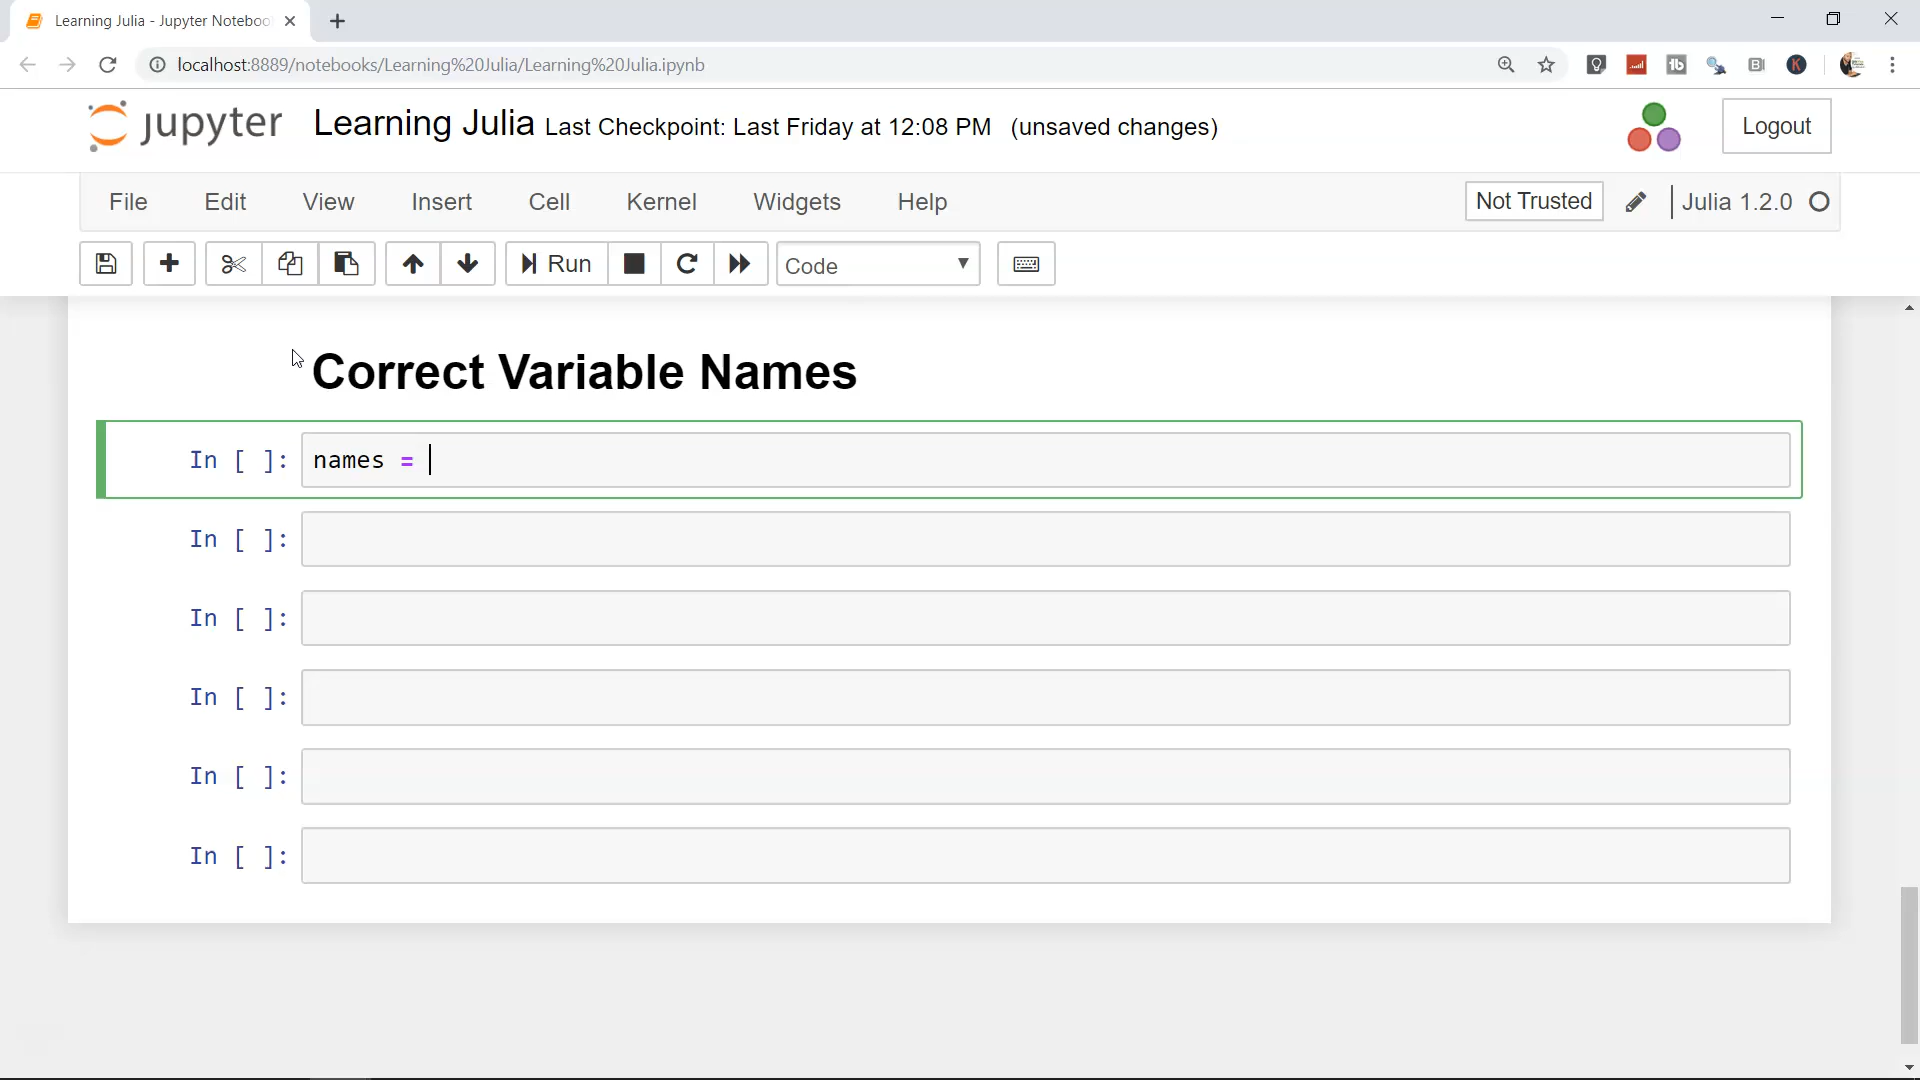 Learning Julia - Jupyter Noteboo
localhost:8889/notebooks/Learning%20Julia/Learning%20Julia.ipynb
jupyter Learning Julia Last Checkpoint: Last Friday at 12:08 PM (unsaved changes)
Logout
File Edit View Insert Cell Kernel Widgets Help
Not Trusted Julia 1.2.0
Run Code
Correct Variable Names
In [ ]: names =
In [ ]:
In [ ]:
In [ ]:
In [ ]:
In [ ]: